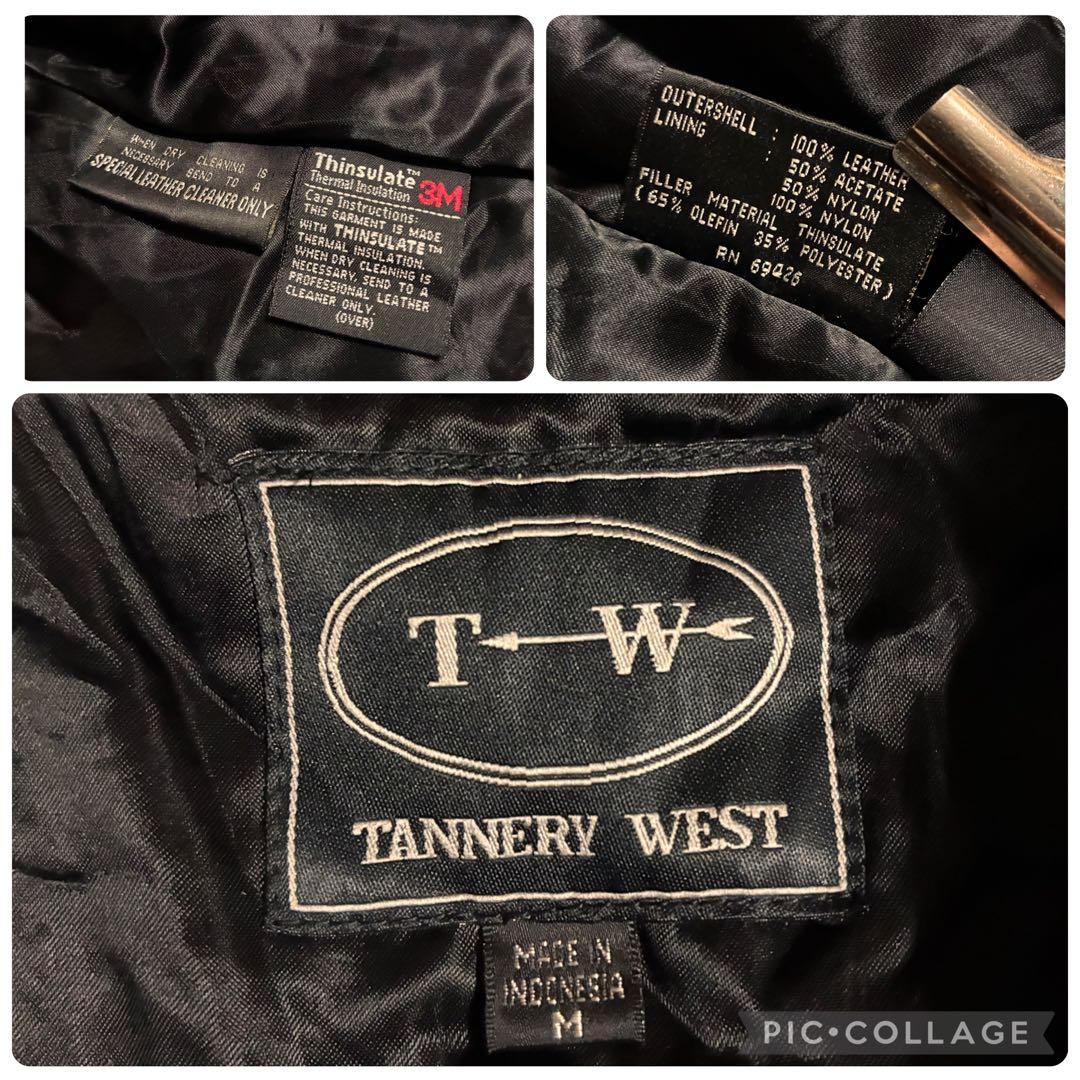 WHEN DRY CLEANING IS
NECESSARY SEND TO A
SPECIAL LEATHER CLEANER ONLY
Thinsulate™
Thermal Insulation 3M
Care Instructions:
THIS GARMENT IS MADE
WITH THINSULATE™
THERMAL INSULATION.
WHEN DRY CLEANING IS
NECESSARY, SEND TO A
PROFESSIONAL LEATHER
CLEANER ONLY.
(OVER)
OUTERSHELL : 100% LEATHER
LINING : 50% ACETATE
50% NYLON
100% NYLON
FILLER MATERIAL THINSULATE
(65% OLEFIN 35% POLYESTER)
RN 69426
T W
TANNERY WEST
MADE IN
INDONESIA
M
PIC•COLLAGE